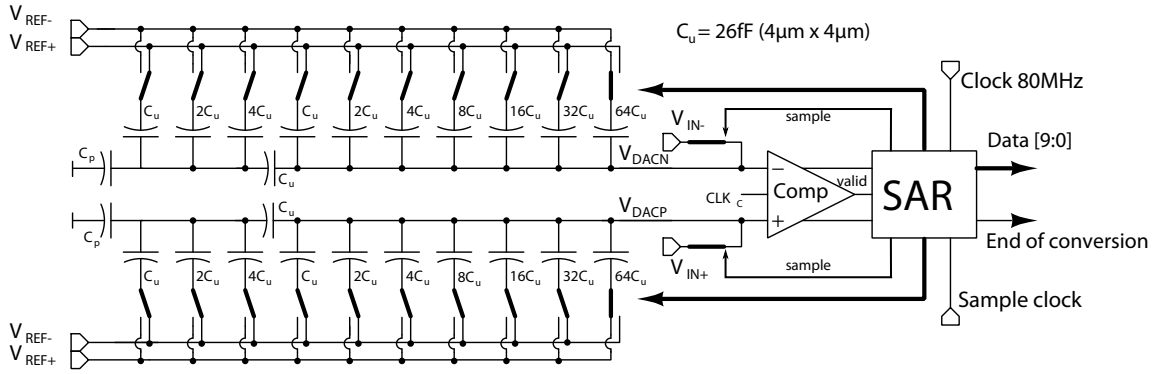 V REF-
V REF+
C u = 26fF (4μm x 4μm)
C u 2C u 4C u C u 2C u 4C u 8C u 16C u 32C u 64C u
C p
C u
V DACN
V IN-
sample
Clock 80MHz
Data [9:0]
Comp
valid
SAR
CLK C
− +
C p
C u
V DACP
V IN+
sample
End of conversion
Sample clock
C u 2C u 4C u C u 2C u 4C u 8C u 16C u 32C u 64C u
V REF-
V REF+